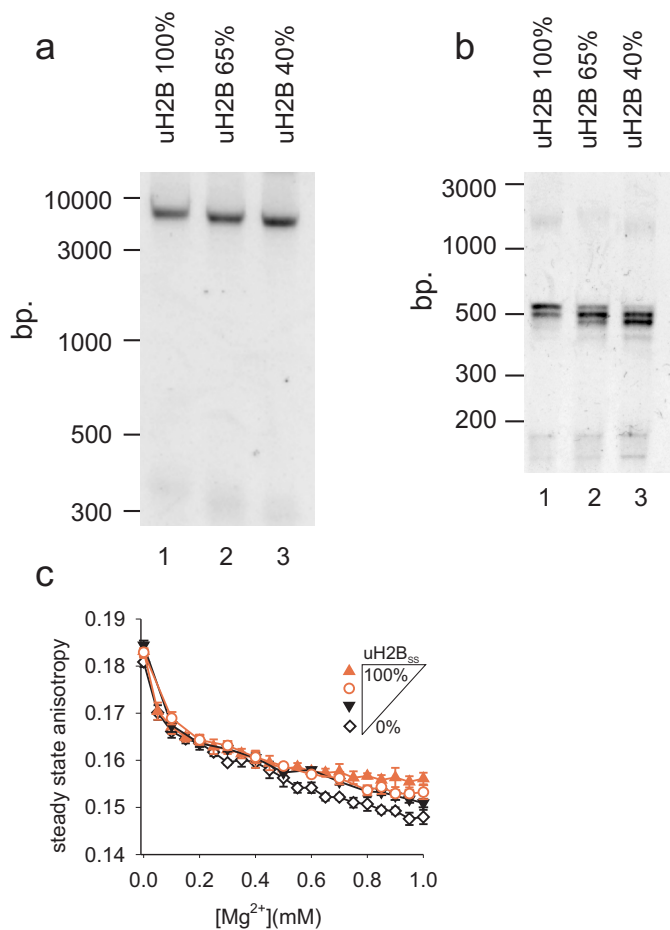 a
uH2B 100%
uH2B 65%
uH2B 40%
10000
3000
1000
500
300
bp.
1 2 3
b
uH2B 100%
uH2B 65%
uH2B 40%
3000
1000
500
300
200
bp.
1 2 3
c
steady state anisotropy
0.19
0.18
0.17
0.16
0.15
0.14
uH2Bss
100%
0%
0.0 0.2 0.4 0.6 0.8 1.0
[Mg2+](mM)